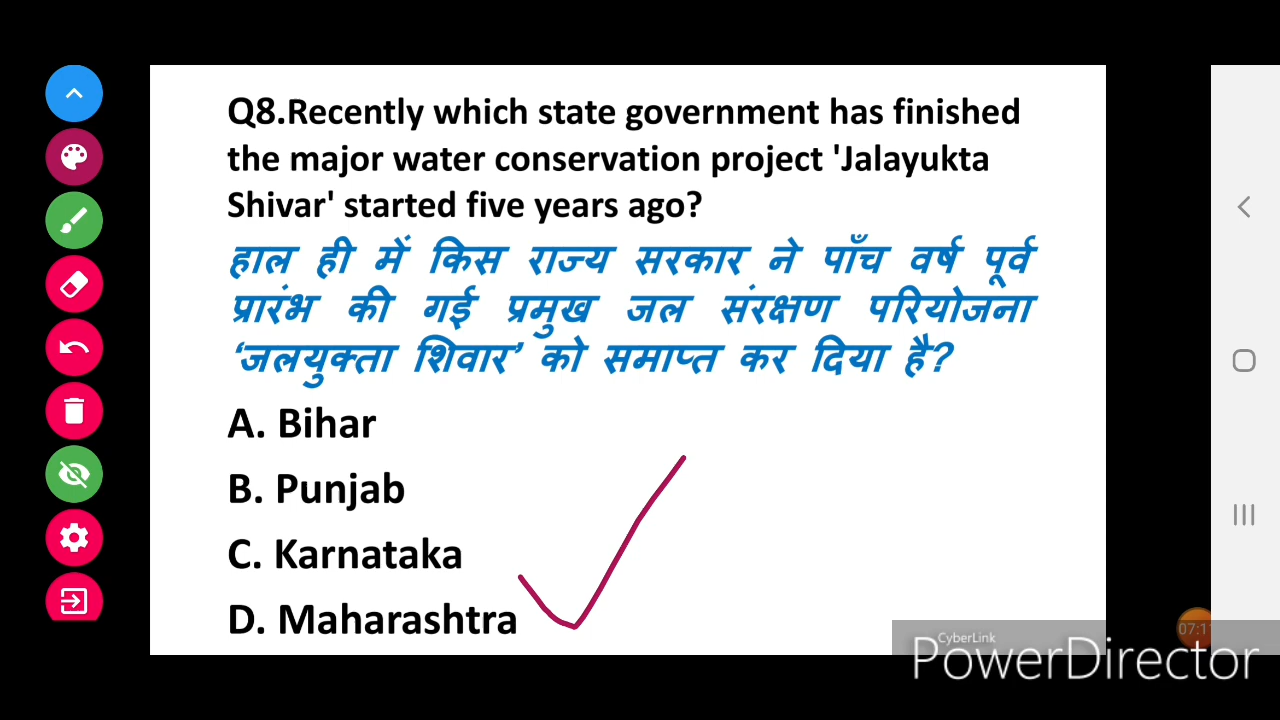 Q8.Recently which state government has finished
the major water conservation project 'Jalayukta
Shivar' started five years ago?
हाल ही में किस राज्य सरकार ने पाँच वर्ष पूर्व
प्रारंभ की गई प्रमुख जल संरक्षण परियोजना
‘जलयुक्ता शिवार’ को समाप्त कर दिया है?
A. Bihar
B. Punjab
C. Karnataka
D. Maharashtra
CyberLink
PowerDirector